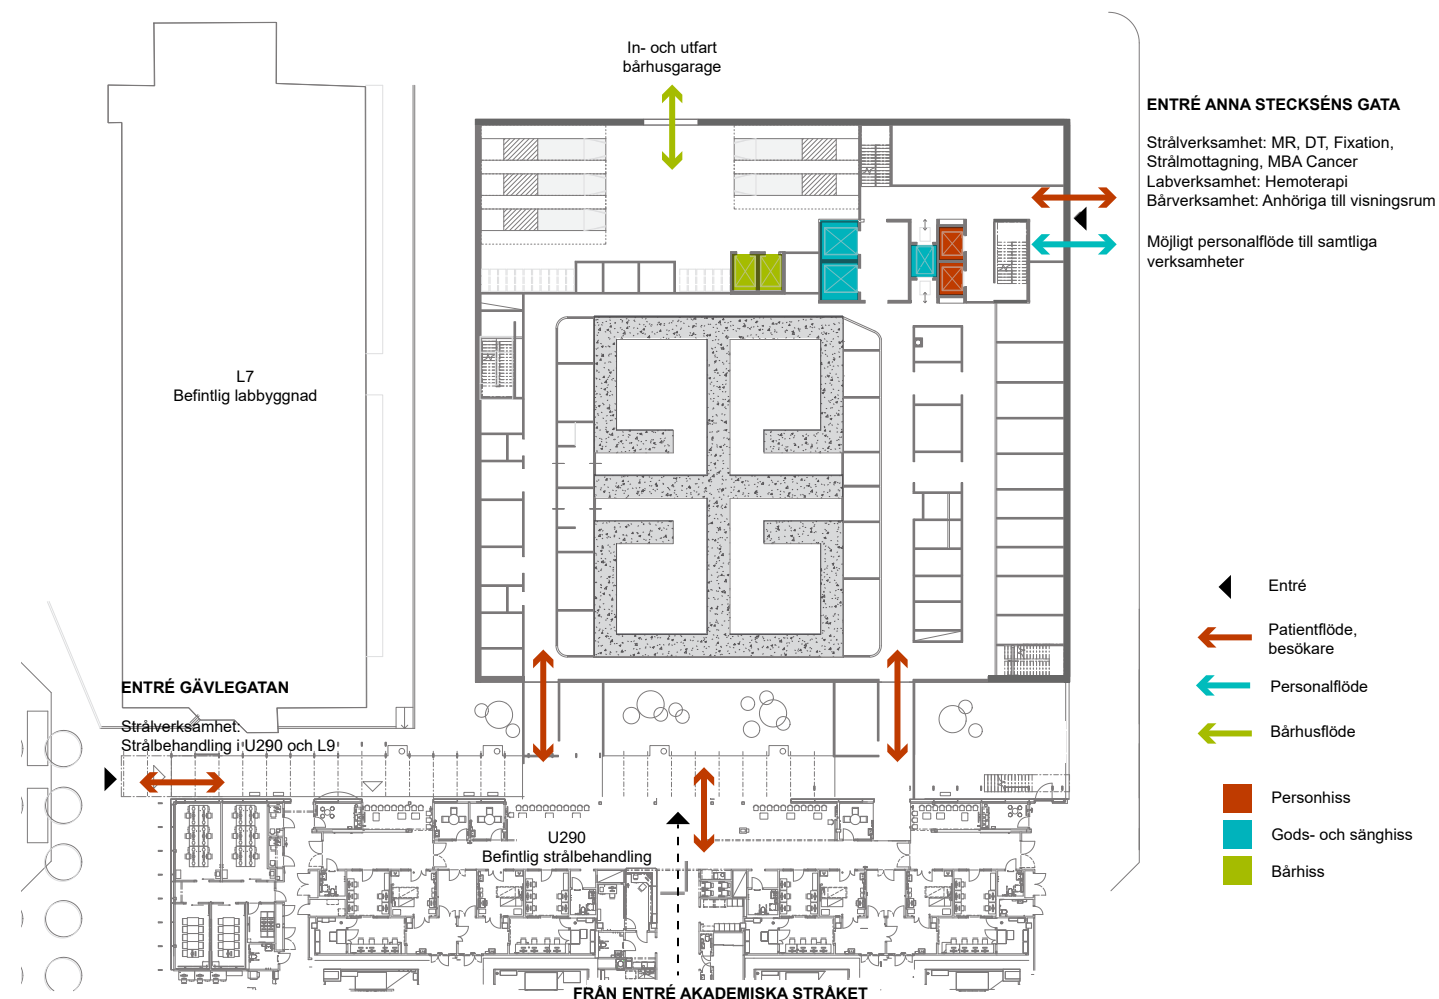 In- och utfart
bårhusgarage
ENTRÉ ANNA STECKSÉNS GATA
Strålverksamhet: MR, DT, Fixation,
Strålmottagning, MBA Cancer
Labverksamhet: Hemoterapi
Bårverksamhet: Anhöriga till visningsrum
Möjligt personalflöde till samtliga
verksamheter
L7
Befintlig labbyggnad
Entré
Patientflöde,
besökare
Personalflöde
Bårhusflöde
Personhiss
Gods- och sänghiss
Bårhiss
ENTRÉ GÄVLEGATAN
Strålverksamhet:
Strålbehandling i U290 och L9
U290
Befintlig strålbehandling
FRÅN ENTRÉ AKADEMISKA STRÅKET